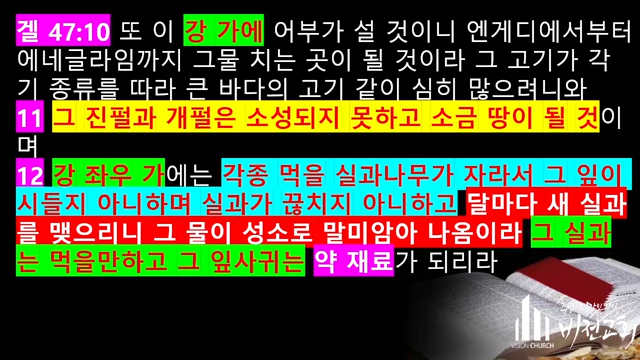 겔 47:10 또 이 강 가에 어부가 설 것이니 엔게디에서부터
에네글라임까지 그물 치는 곳이 될 것이라 그 고기가 각
기 종류를 따라 큰 바다의 고기 같이 심히 많으려니와
11 그 진펄과 개펄은 소성되지 못하고 소금 땅이 될 것이
며
12 강 좌우 가에는 각종 먹을 실과나무가 자라서 그 잎이
시들지 아니하며 실과가 끊치지 아니하고 달마다 새 실과
를 맺으리니 그 물이 성소로 말미암아 나옴이라 그 실과
는 먹을만하고 그 잎사귀는 약 재료가 되리라
비전교회
VISION CHURCH